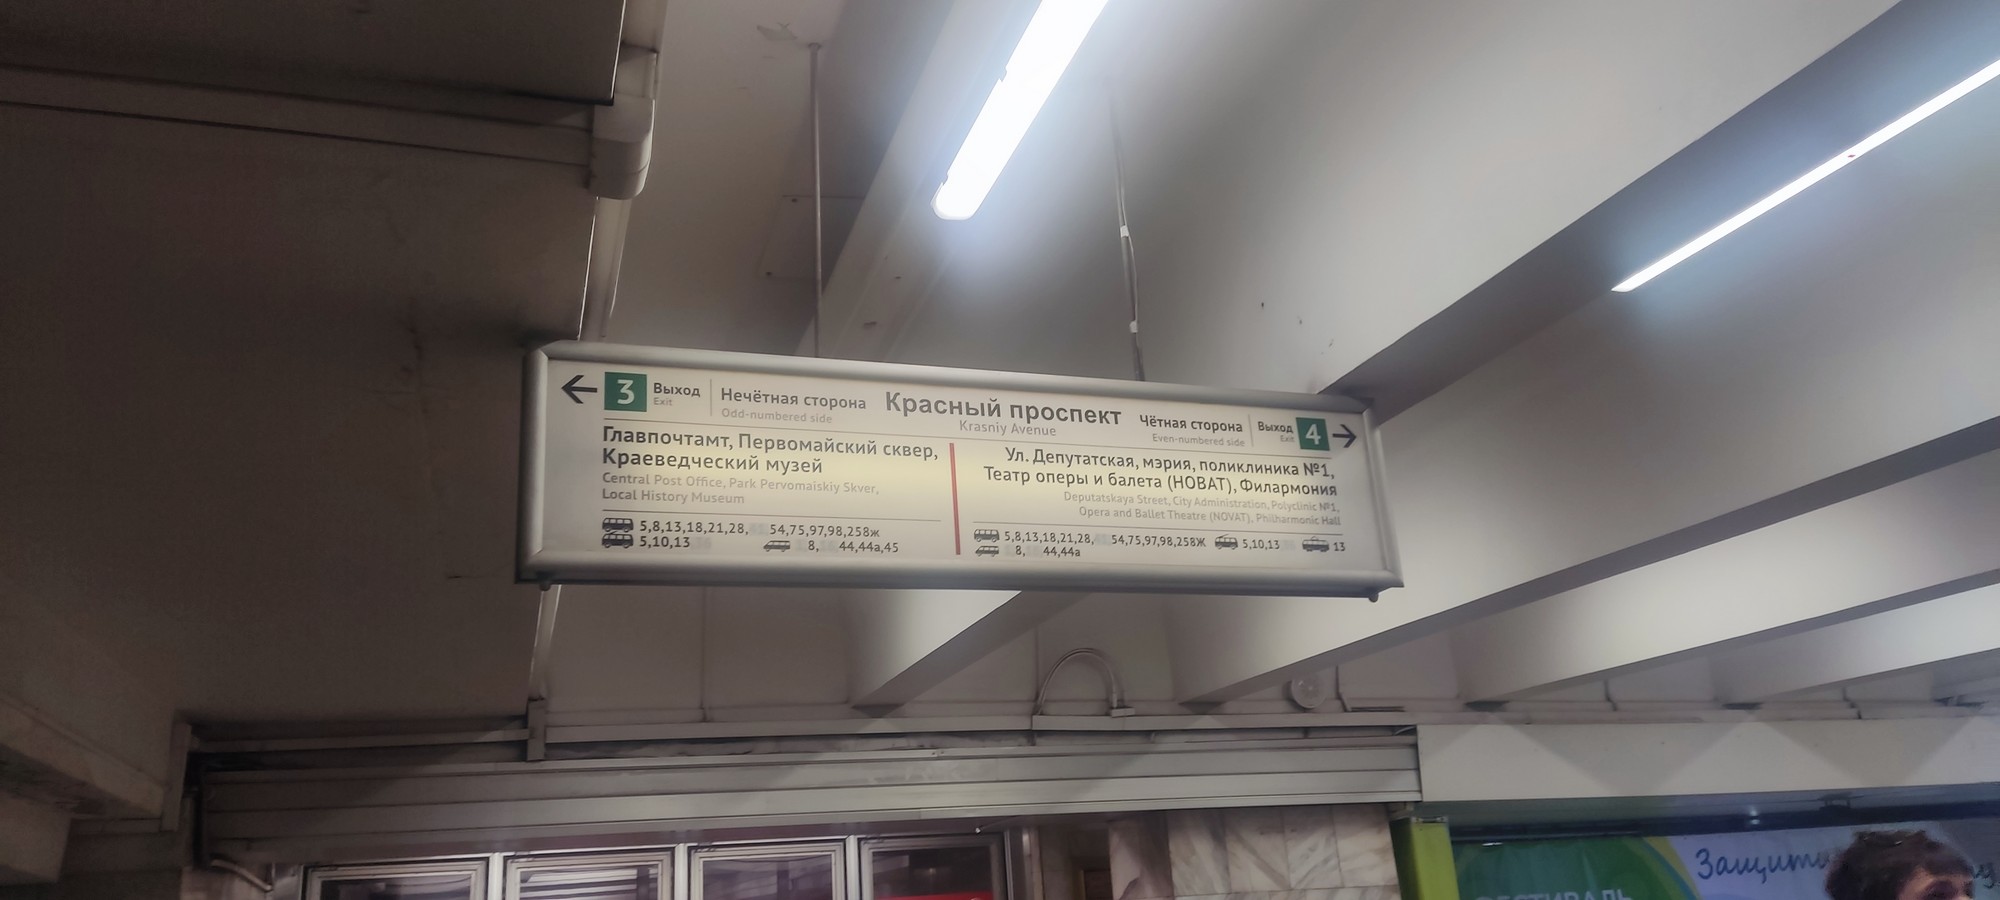 ← 3 Выход Нечётная сторона Красный проспект Чётная сторона Выход 4 →
Exit Odd-numbered side Krasniy Avenue Even-numbered side Exit
Главпочтамт, Первомайский сквер,
Краеведческий музей
Central Post Office, Park Pervomaiskiy Skver,
Local History Museum
5,8,13,18,21,28, 54,75,97,98,258ж
5,10,13 8, 44,44а,45
Ул. Депутатская, мэрия, поликлиника №1,
Театр оперы и балета (НОВАТ), Филармония
Deputatskaya Street, City Administration, Polyclinic №1,
Opera and Ballet Theatre (NOVAT), Philharmonic Hall
5,8,13,18,21,28, 54,75,97,98,258Ж 5,10,13 13
8, 44,44а
Защити
ФЕСТИВАЛЬ